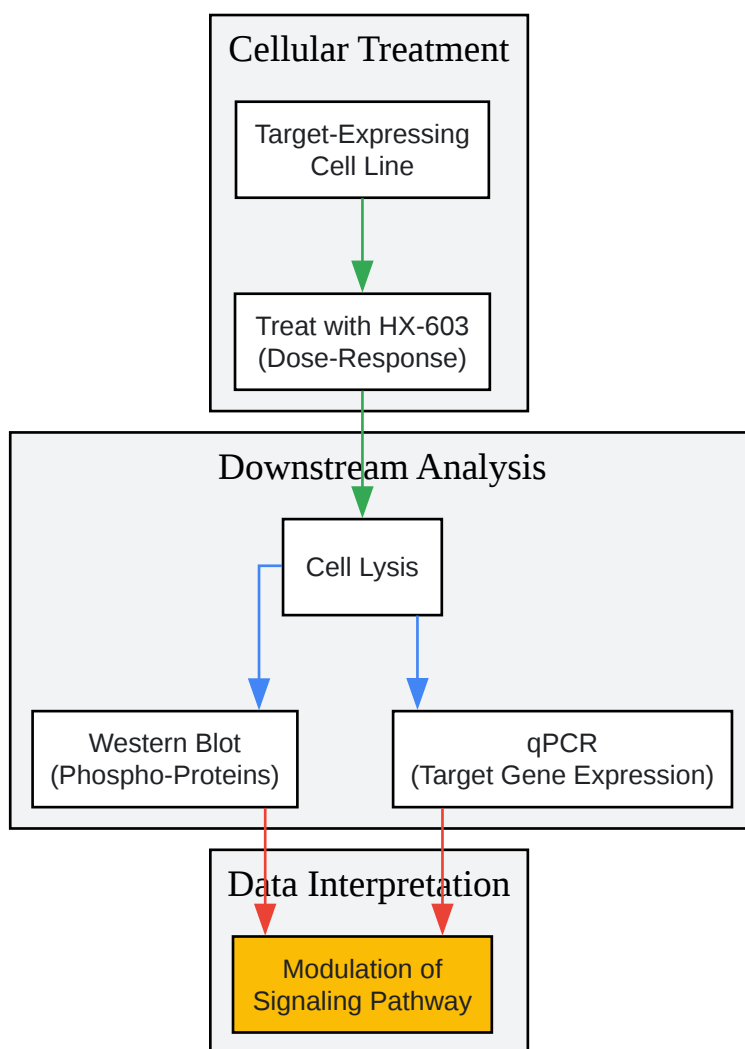 Cellular Treatment
Target-Expressing
Cell Line
Treat with HX-603
(Dose-Response)
Downstream Analysis
Cell Lysis
Western Blot
(Phospho-Proteins)
qPCR
(Target Gene Expression)
Data Interpretation
Modulation of
Signaling Pathway